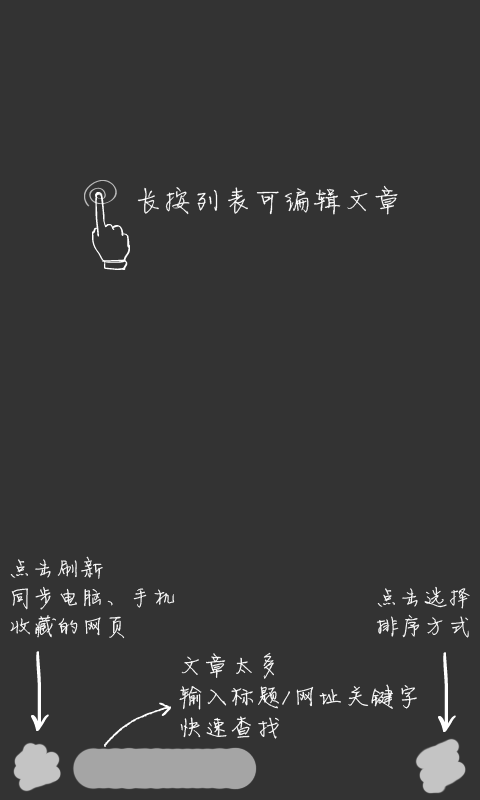 长按列表可编辑文章
点击刷新
同步电脑、手机
收藏的网页
点击选择
排序方式
文章太多
输入标题/网址关键字
快速查找